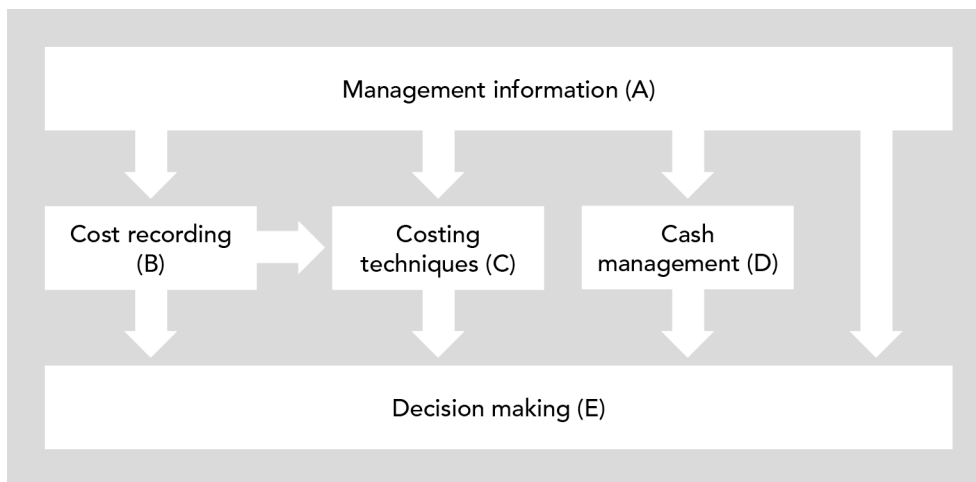 Management information (A)
Cost recording
(B)
Costing
techniques (C)
Cash
management (D)
Decision making (E)